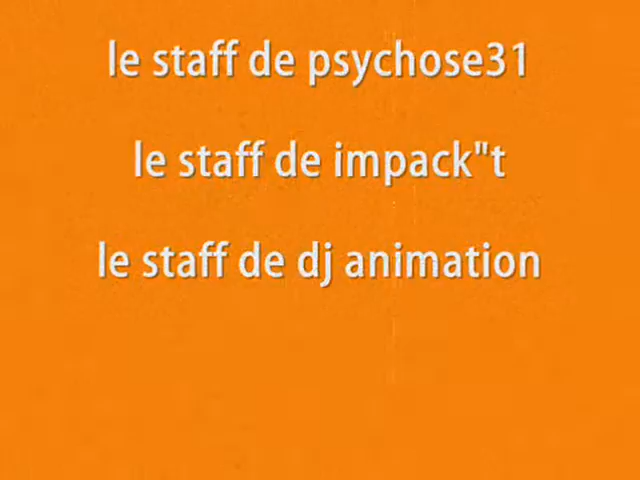 le staff de psychose31
le staff de impack"t
le staff de dj animation